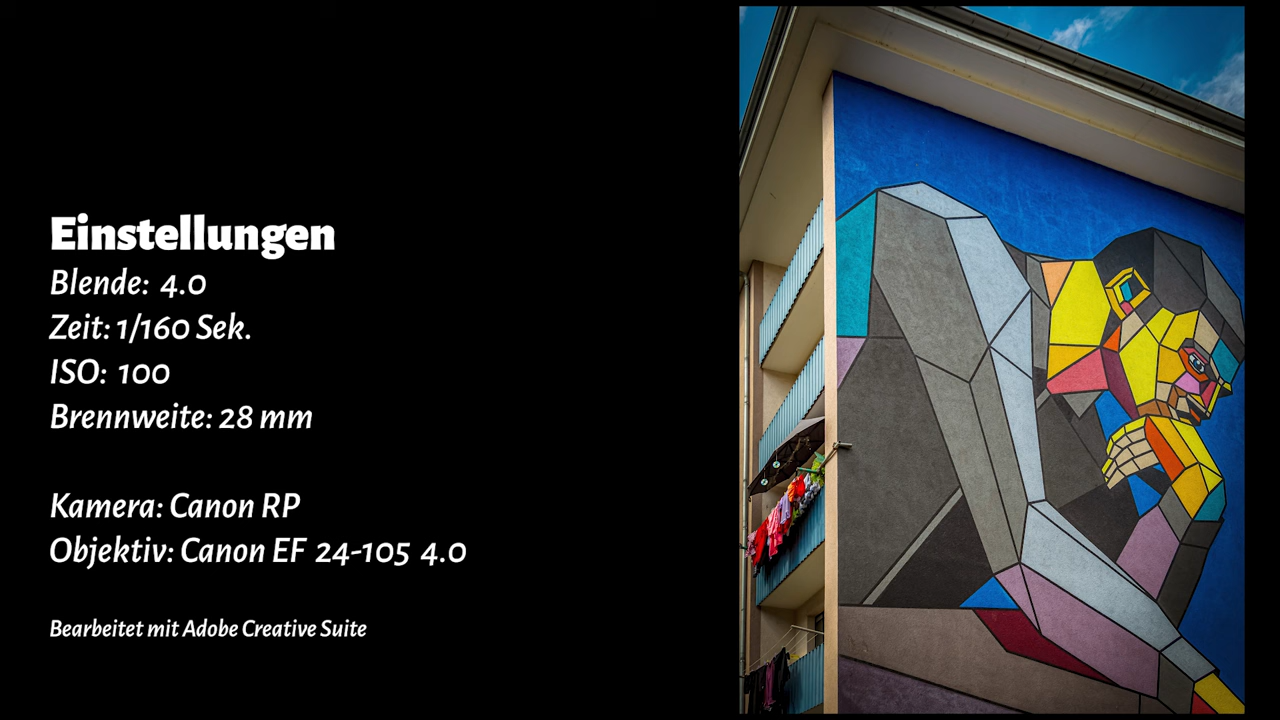 Einstellungen
Blende: 4.0
Zeit: 1/160 Sek.
ISO: 100
Brennweite: 28 mm
Kamera: Canon RP
Objektiv: Canon EF 24-105 4.0
Bearbeitet mit Adobe Creative Suite